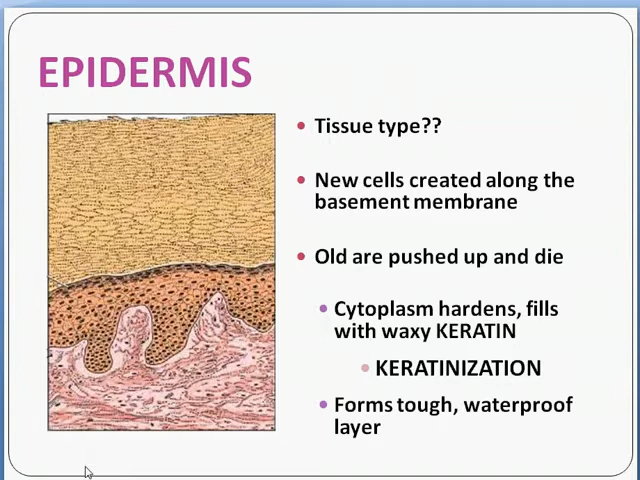 EPIDERMIS
Tissue type??
New cells created along the
basement membrane
Old are pushed up and die
Cytoplasm hardens, fills
with waxy KERATIN
KERATINIZATION
Forms tough, waterproof
layer